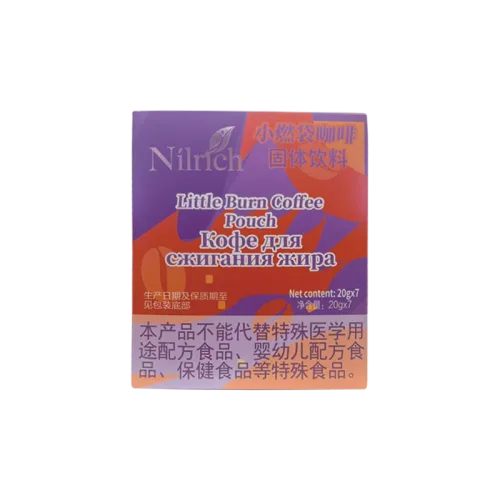 Nilrich
小燃袋咖啡
固体饮料
Little Burn Coffee
Pouch
Кофе для
сжигания жира
生产日期及保质期至
见包装底部
Net content: 20gx7
净含量: 20gx7
本产品不能代替特殊医学用
途配方食品、婴幼儿配方食
品、保健食品等特殊食品。